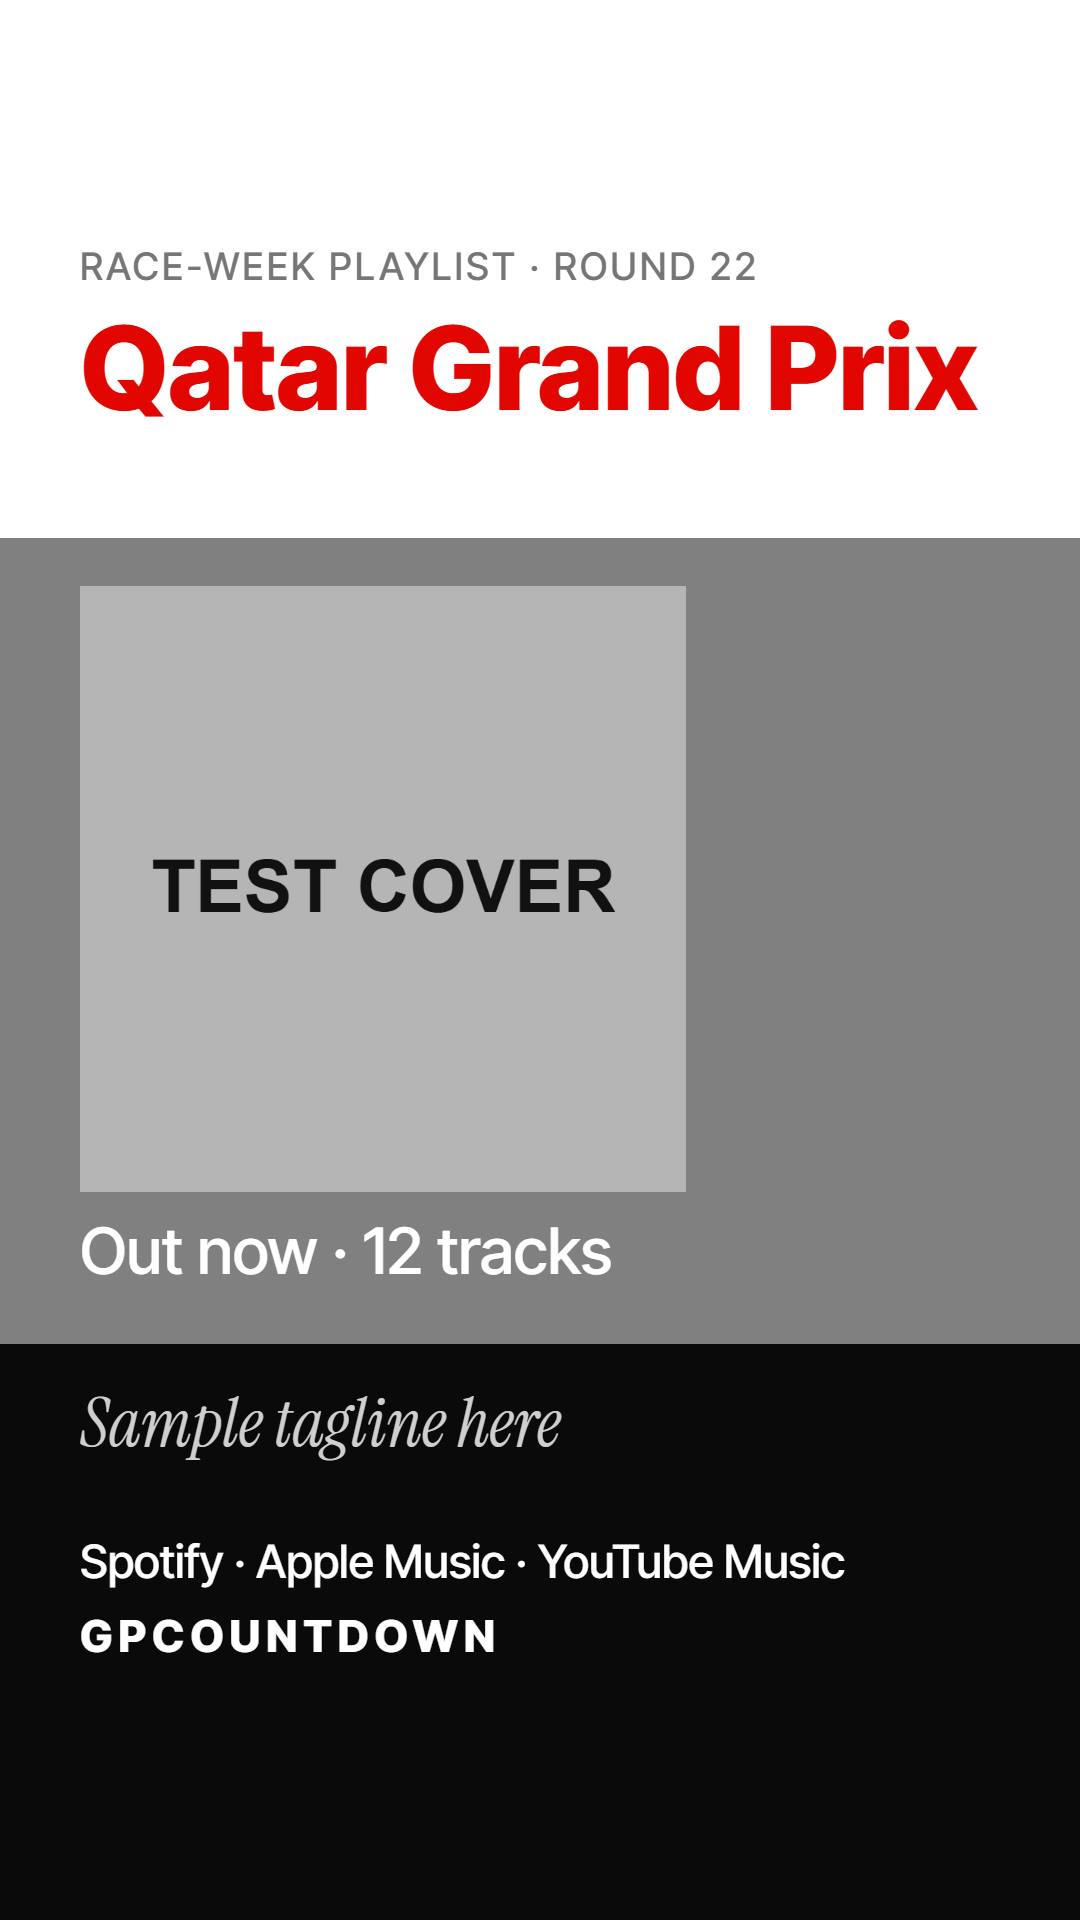 RACE-WEEK PLAYLIST · ROUND 22
Qatar Grand Prix
TEST COVER
Out now · 12 tracks
Sample tagline here
Spotify · Apple Music · YouTube Music
GPCOUNTDOWN